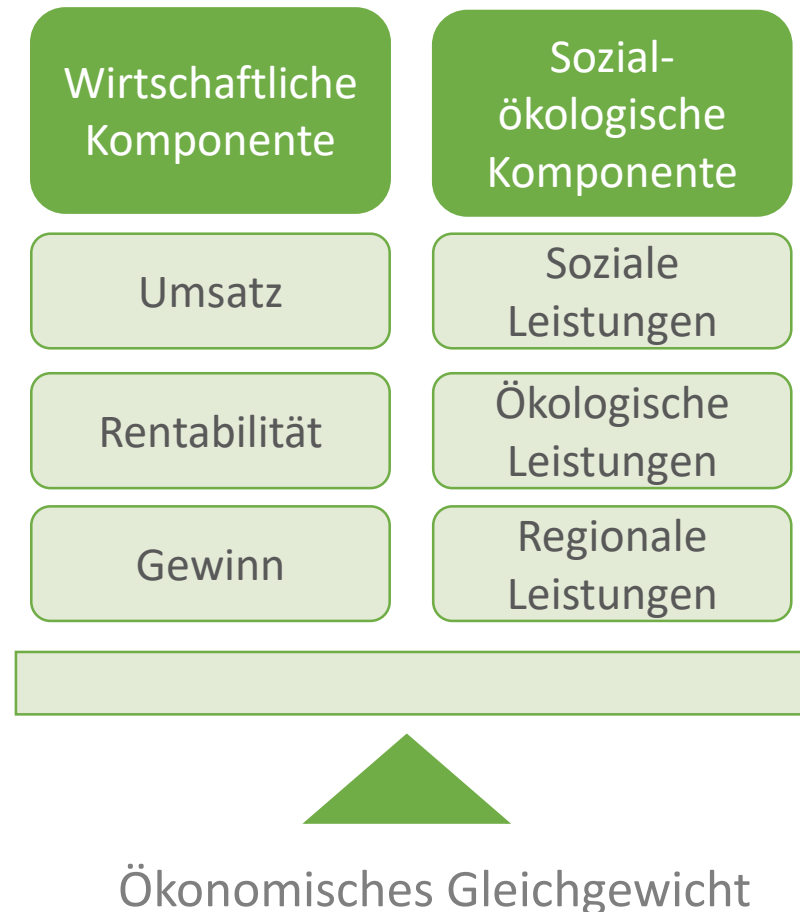 Wirtschaftliche
Komponente
Umsatz
Rentabilität
Gewinn
Sozial-
ökologische
Komponente
Soziale
Leistungen
Ökologische
Leistungen
Regionale
Leistungen
Ökonomisches Gleichgewicht